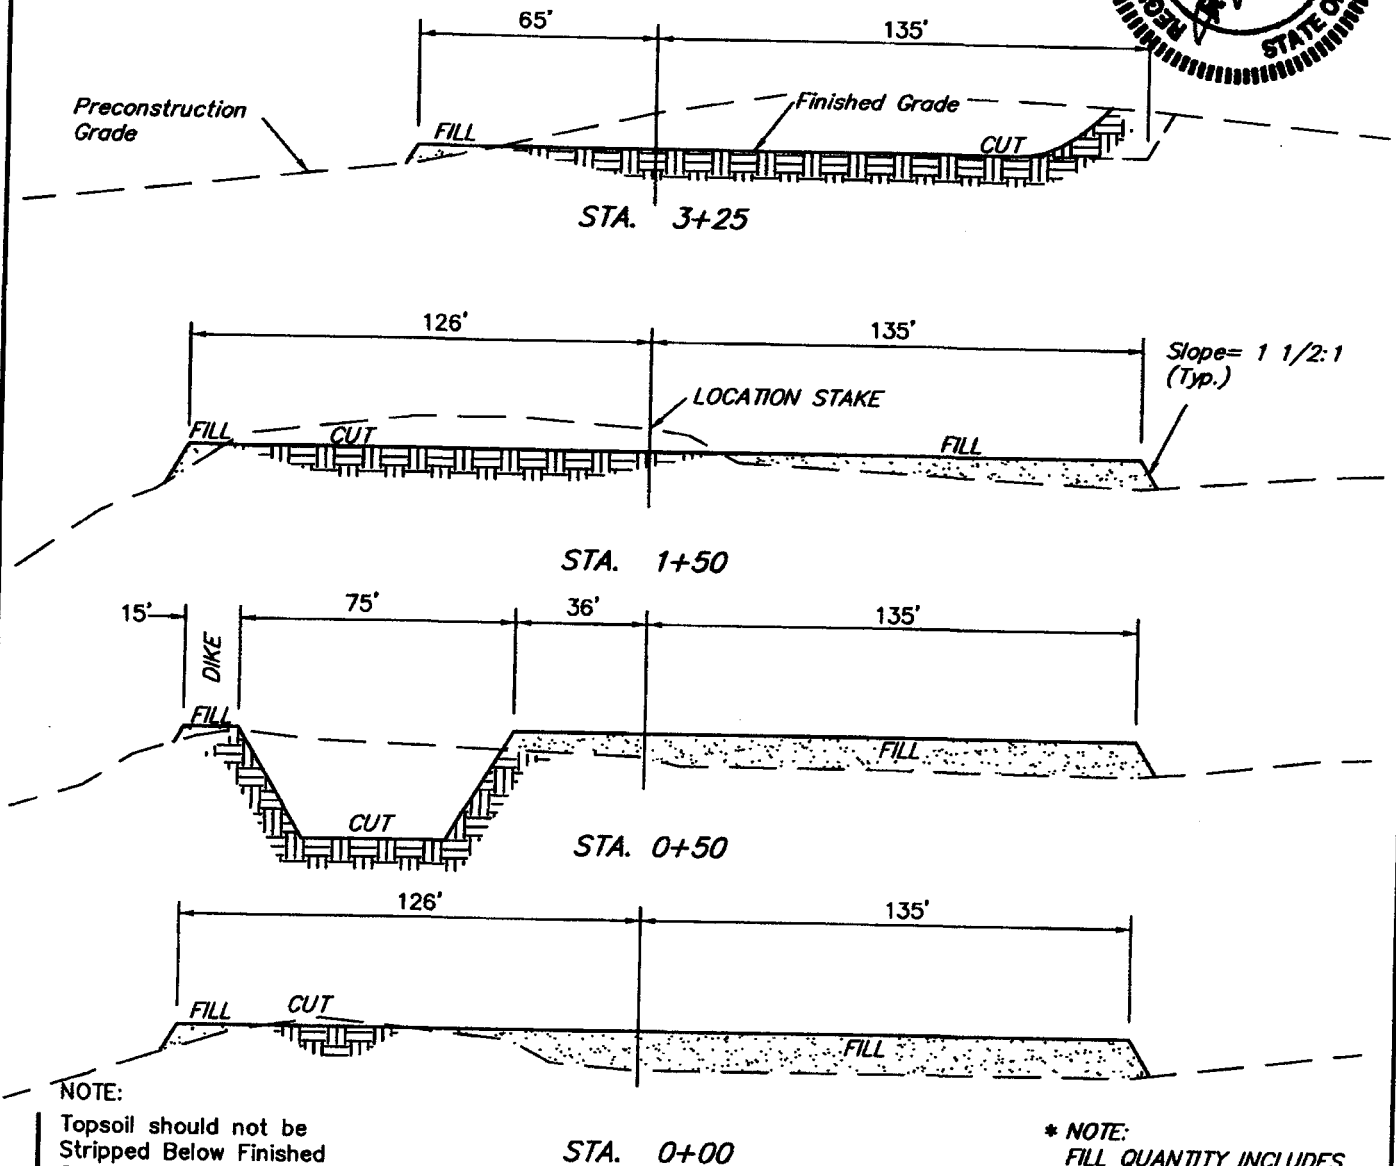 REG
STATE O
65'
135'
Preconstruction
Grade
Finished Grade
FILL
CUT
STA. 3+25
126'
135'
Slope= 1 1/2:1
(Typ.)
LOCATION STAKE
FILL
CUT
FILL
STA. 1+50
15'
75'
36'
135'
DIKE
FILL
FILL
CUT
STA. 0+50
126'
135'
FILL
CUT
FILL
NOTE:
Topsoil should not be
Stripped Below Finished
STA. 0+00
* NOTE:
FILL QUANTITY INCLUDES